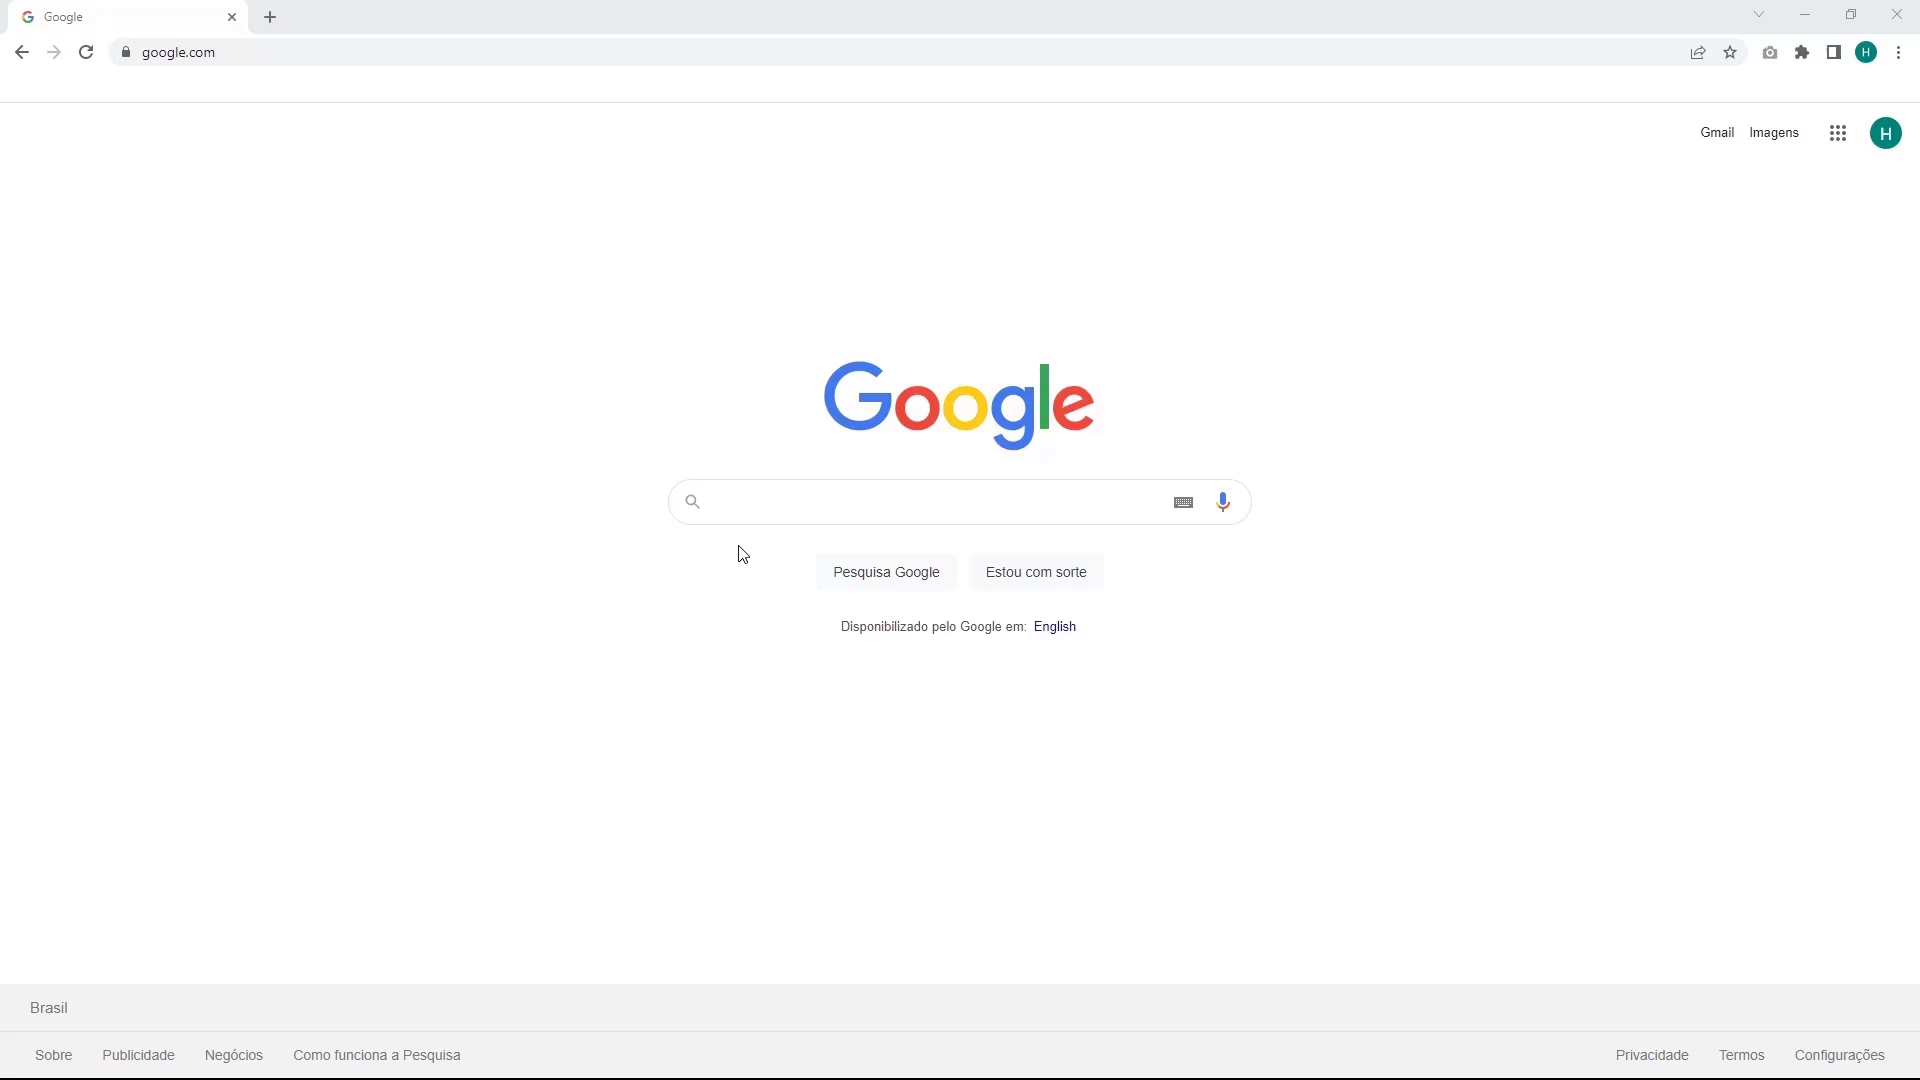 Google
google.com
H
Gmail Imagens
H
Google
Pesquisa Google Estou com sorte
Disponibilizado pelo Google em: English
Brasil
Sobre Publicidade Negócios Como funciona a Pesquisa Privacidade Termos Configurações